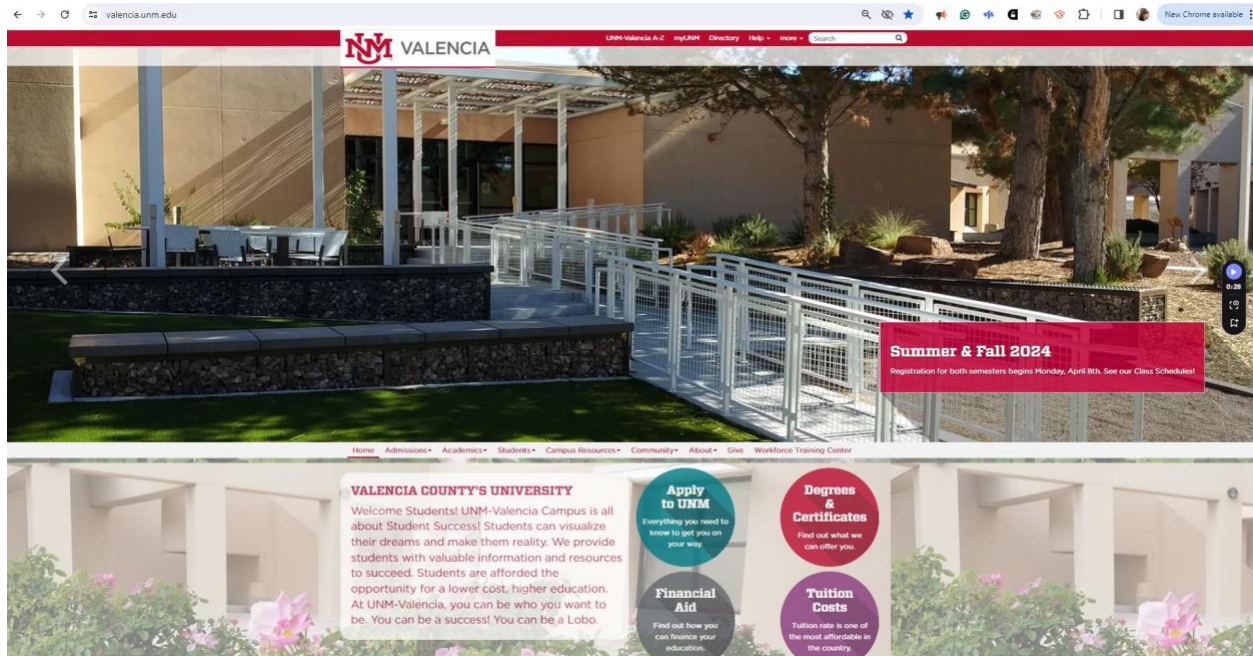 valencia.unm.edu
New Chrome available
UNM VALENCIA
UNM-Valencia A-Z myUNM Directory Help more Search
0:28
Summer & Fall 2024
Registration for both semesters begins Monday, April 8th. See our Class Schedules!
Home Admissions Academics Students Campus Resources Community About Give Workforce Training Center
VALENCIA COUNTY'S UNIVERSITY
Welcome Students! UNM-Valencia Campus is all
about Student Success! Students can visualize
their dreams and make them reality. We provide
students with valuable information and resources
to succeed. Students are afforded the
opportunity for a lower cost, higher education.
At UNM-Valencia, you can be who you want to
be. You can be a success! You can be a Lobo.
Apply
to UNM
Everything you need to
know to get you on
your way.
Degrees
&
Certificates
Find out what we
can offer you.
Financial
Aid
Find out how you
can finance your
education.
Tuition
Costs
Tuition rate is one of
the most affordable in
the country.